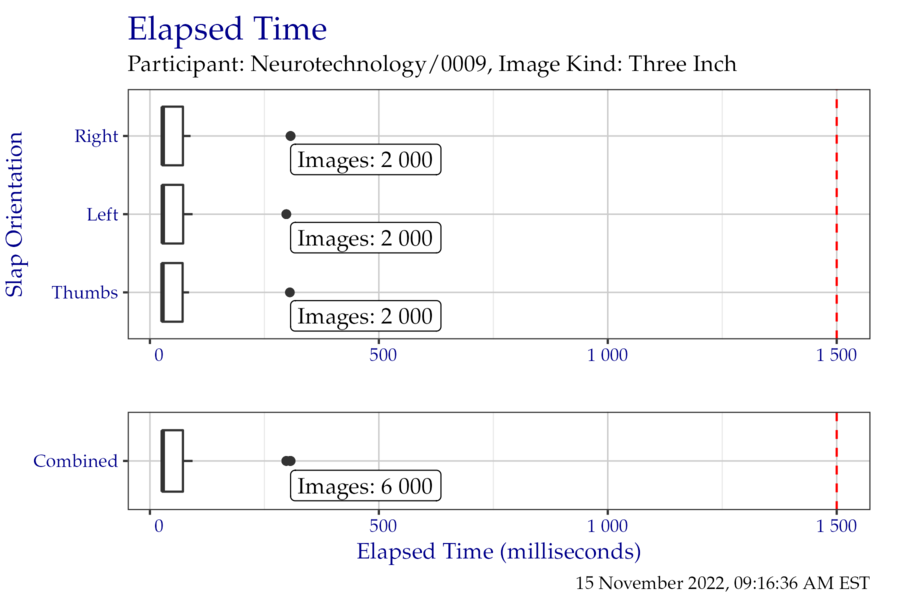 Elapsed Time
Participant: Neurotechnology/0009, Image Kind: Three Inch
Slap Orientation
Right
Images: 2 000
Left
Images: 2 000
Thumbs
Images: 2 000
0 500 1 000 1 500
Combined
Images: 6 000
0 500 1 000 1 500
Elapsed Time (milliseconds)
15 November 2022, 09:16:36 AM EST